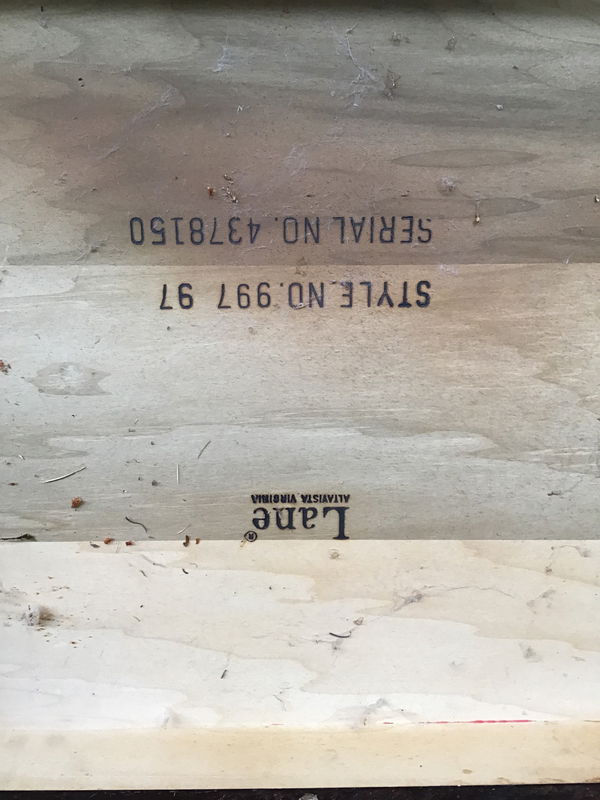 Lane®
ALTAVISTA, VIRGINIA
STYLE NO. 997 97
SERIAL NO. 4378150